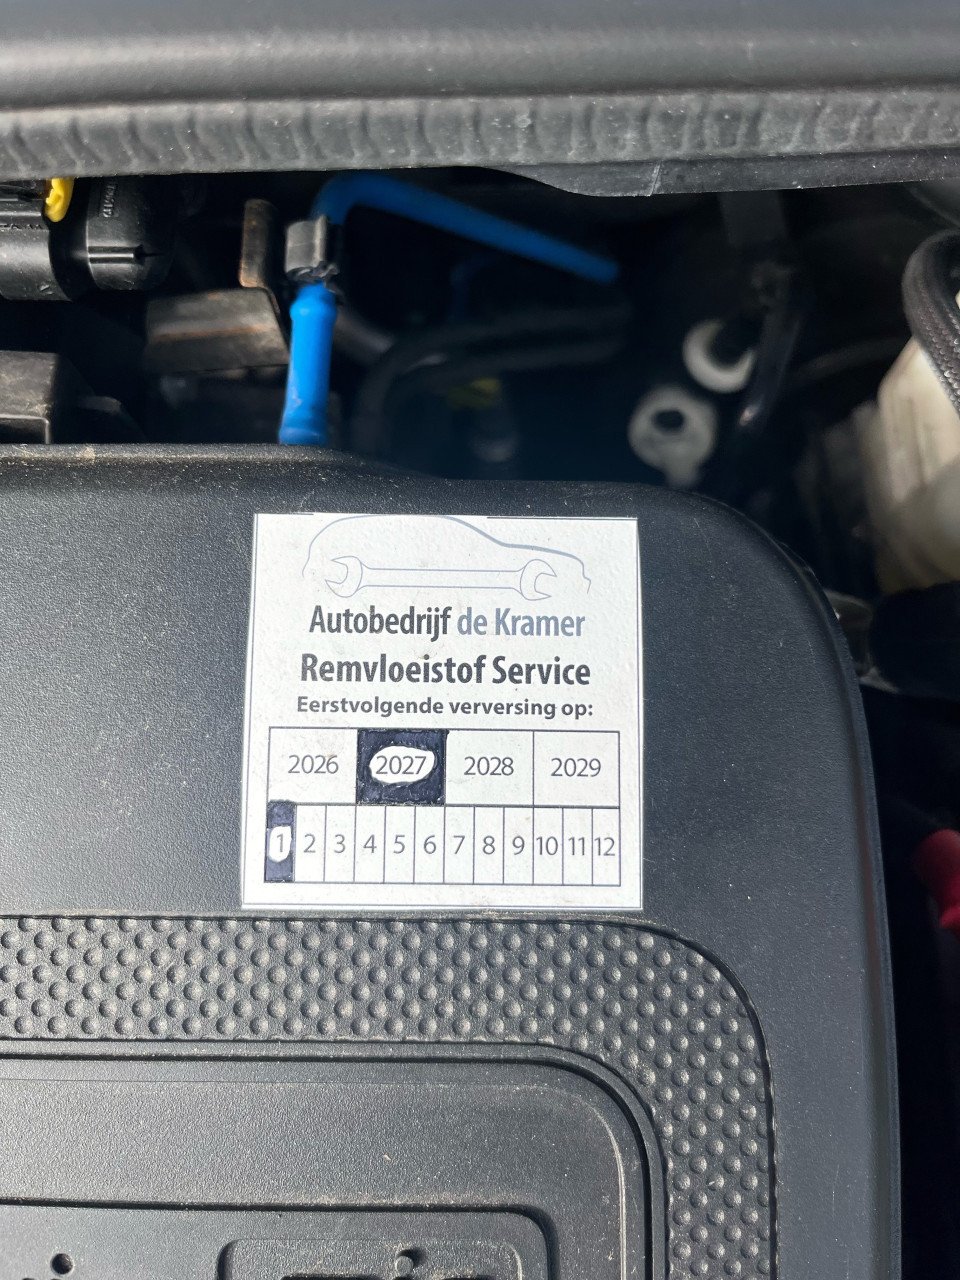 Autobedrijf de Kramer
Remvloeistof Service
Eerstvolgende verversing op:
2026 2027 2028 2029
1 2 3 4 5 6 7 8 9 10 11 12